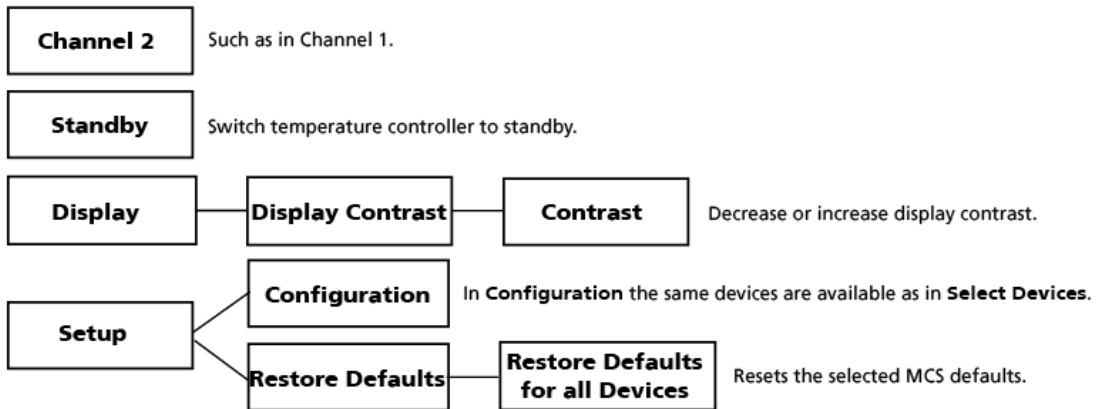 Channel 2 Such as in Channel 1.
Standby Switch temperature controller to standby.
Display Display Contrast Contrast Decrease or increase display contrast.
Configuration In Configuration the same devices are available as in Select Devices.
Setup
Restore Defaults Restore Defaults for all Devices Resets the selected MCS defaults.